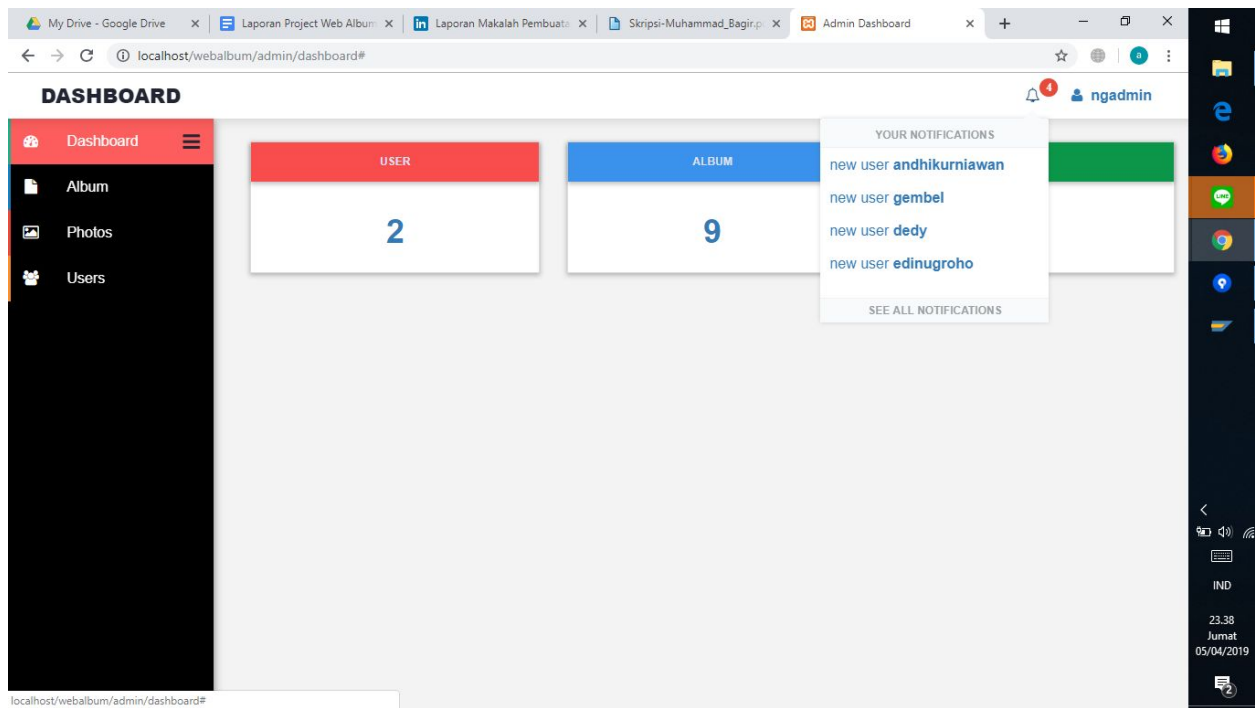 My Drive - Google Drive
Laporan Project Web Album
Laporan Makalah Pembuata
Skripsi-Muhammad_Bagir.p
Admin Dashboard
localhost/webalbum/admin/dashboard#
a
DASHBOARD
4
ngadmin
Dashboard
Album
Photos
Users
USER
2
ALBUM
9
YOUR NOTIFICATIONS
new user andhikurniawan
new user gembel
new user dedy
new user edinugroho
SEE ALL NOTIFICATIONS
LINE
IND
23.38
Jumat
05/04/2019
2
localhost/webalbum/admin/dashboard#